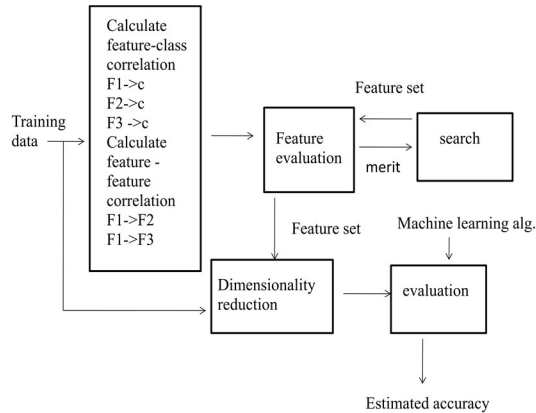 Training
data
Calculate
feature-class
correlation
F1->c
F2->c
F3 ->c
Calculate
feature -
feature
correlation
F1->F2
F1->F3
Feature
evaluation
Feature set
merit
search
Feature set
Dimensionality
reduction
Machine learning alg.
evaluation
Estimated accuracy